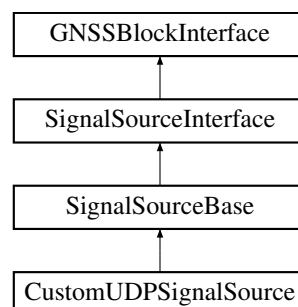 GNSSBlockInterface
SignalSourceInterface
SignalSourceBase
CustomUDPSignalSource